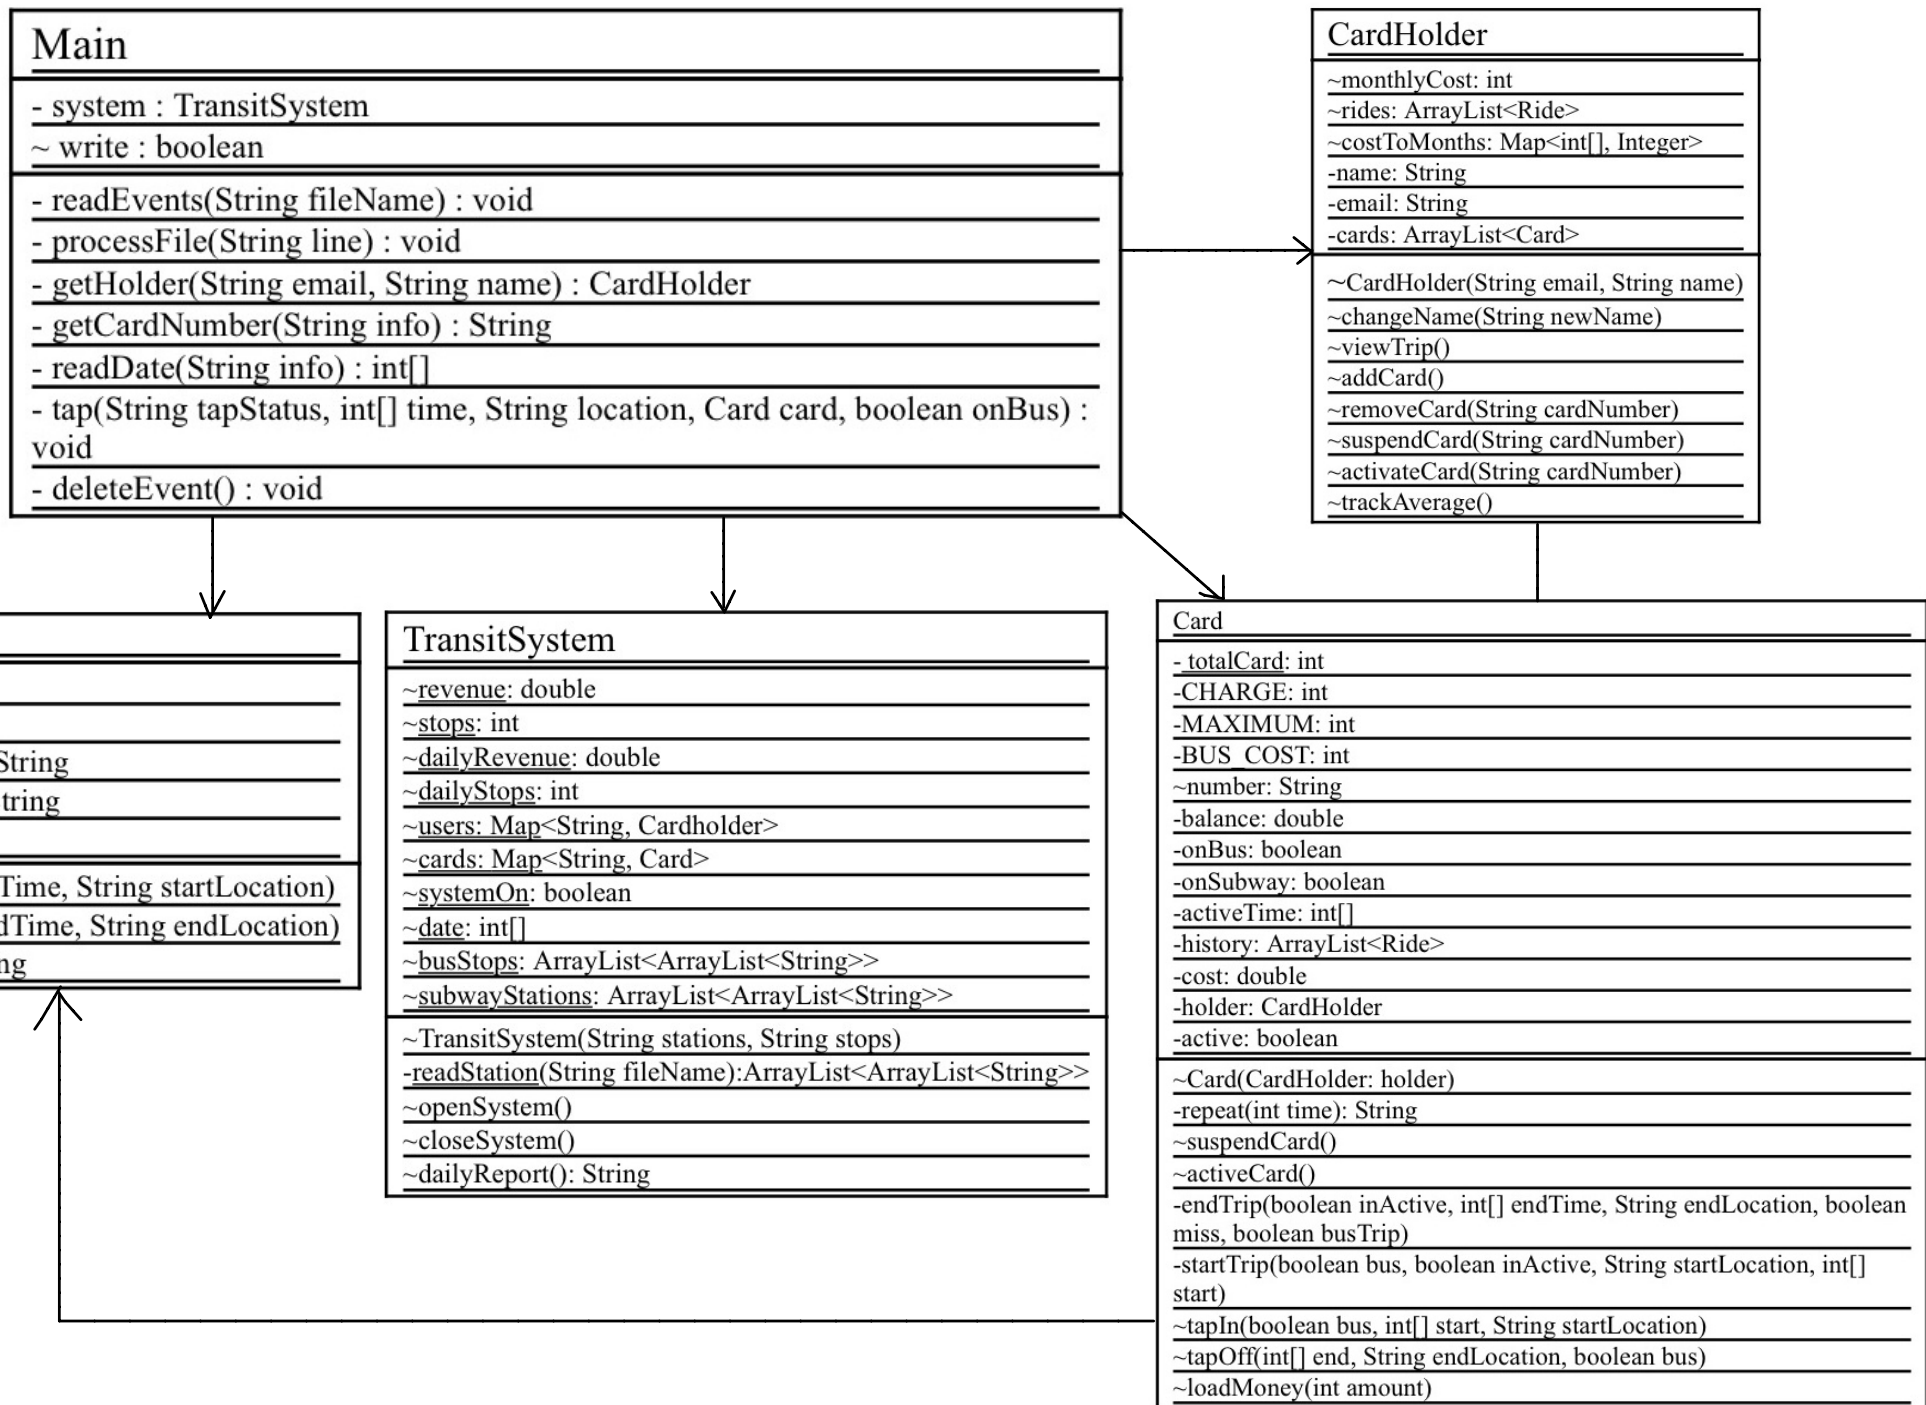 Main
- system : TransitSystem
~ write : boolean
- readEvents(String fileName) : void
- processFile(String line) : void
- getHolder(String email, String name) : CardHolder
- getCardNumber(String info) : String
- readDate(String info) : int[]
- tap(String tapStatus, int[] time, String location, Card card, boolean onBus) :
void
- deleteEvent() : void
CardHolder
~monthlyCost: int
~rides: ArrayList<Ride>
~costToMonths: Map<int[], Integer>
-name: String
-email: String
-cards: ArrayList<Card>
~CardHolder(String email, String name)
~changeName(String newName)
~viewTrip()
~addCard()
~removeCard(String cardNumber)
~suspendCard(String cardNumber)
~activateCard(String cardNumber)
~trackAverage()
String
tring
Time, String startLocation)
dTime, String endLocation)
ng
TransitSystem
~revenue: double
~stops: int
~dailyRevenue: double
~dailyStops: int
~users: Map<String, Cardholder>
~cards: Map<String, Card>
~systemOn: boolean
~date: int[]
~busStops: ArrayList<ArrayList<String>>
~subwayStations: ArrayList<ArrayList<String>>
~TransitSystem(String stations, String stops)
-readStation(String fileName):ArrayList<ArrayList<String>>
~openSystem()
~closeSystem()
~dailyReport(): String
Card
- totalCard: int
-CHARGE: int
-MAXIMUM: int
-BUS_COST: int
~number: String
-balance: double
-onBus: boolean
-onSubway: boolean
-activeTime: int[]
-history: ArrayList<Ride>
-cost: double
-holder: CardHolder
-active: boolean
~Card(CardHolder: holder)
-repeat(int time): String
~suspendCard()
~activeCard()
-endTrip(boolean inActive, int[] endTime, String endLocation, boolean
miss, boolean busTrip)
-startTrip(boolean bus, boolean inActive, String startLocation, int[]
start)
~tapIn(boolean bus, int[] start, String startLocation)
~tapOff(int[] end, String endLocation, boolean bus)
~loadMoney(int amount)